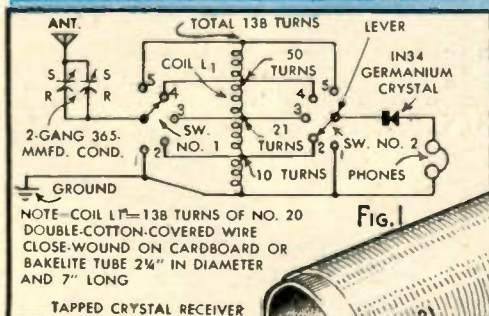 ANT.
TOTAL 138 TURNS
LEVER
COIL L1
50 TURNS
IN34 GERMANIUM CRYSTAL
S S
R R
5
4
3
2
1
5
4
3
2
1
2-GANG 365-
MMFD. COND.
SW.
NO. 1
21
TURNS
SW. NO. 2
10 TURNS
PHONES
GROUND
FIG. 1
NOTE—COIL L1=138 TURNS OF NO. 20
DOUBLE-COTTON-COVERED WIRE
CLOSE-WOUND ON CARDBOARD OR
BAKELITE TUBE 2¼" IN DIAMETER
AND 7" LONG
TAPPED CRYSTAL RECEIVER